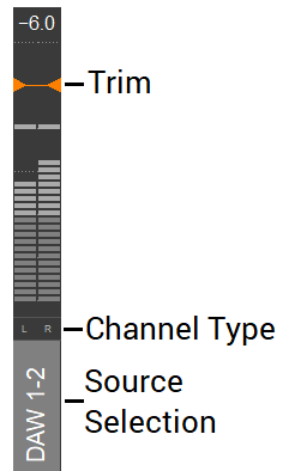 -6.0
Trim
L R
Channel Type
DAW 1-2
Source
Selection